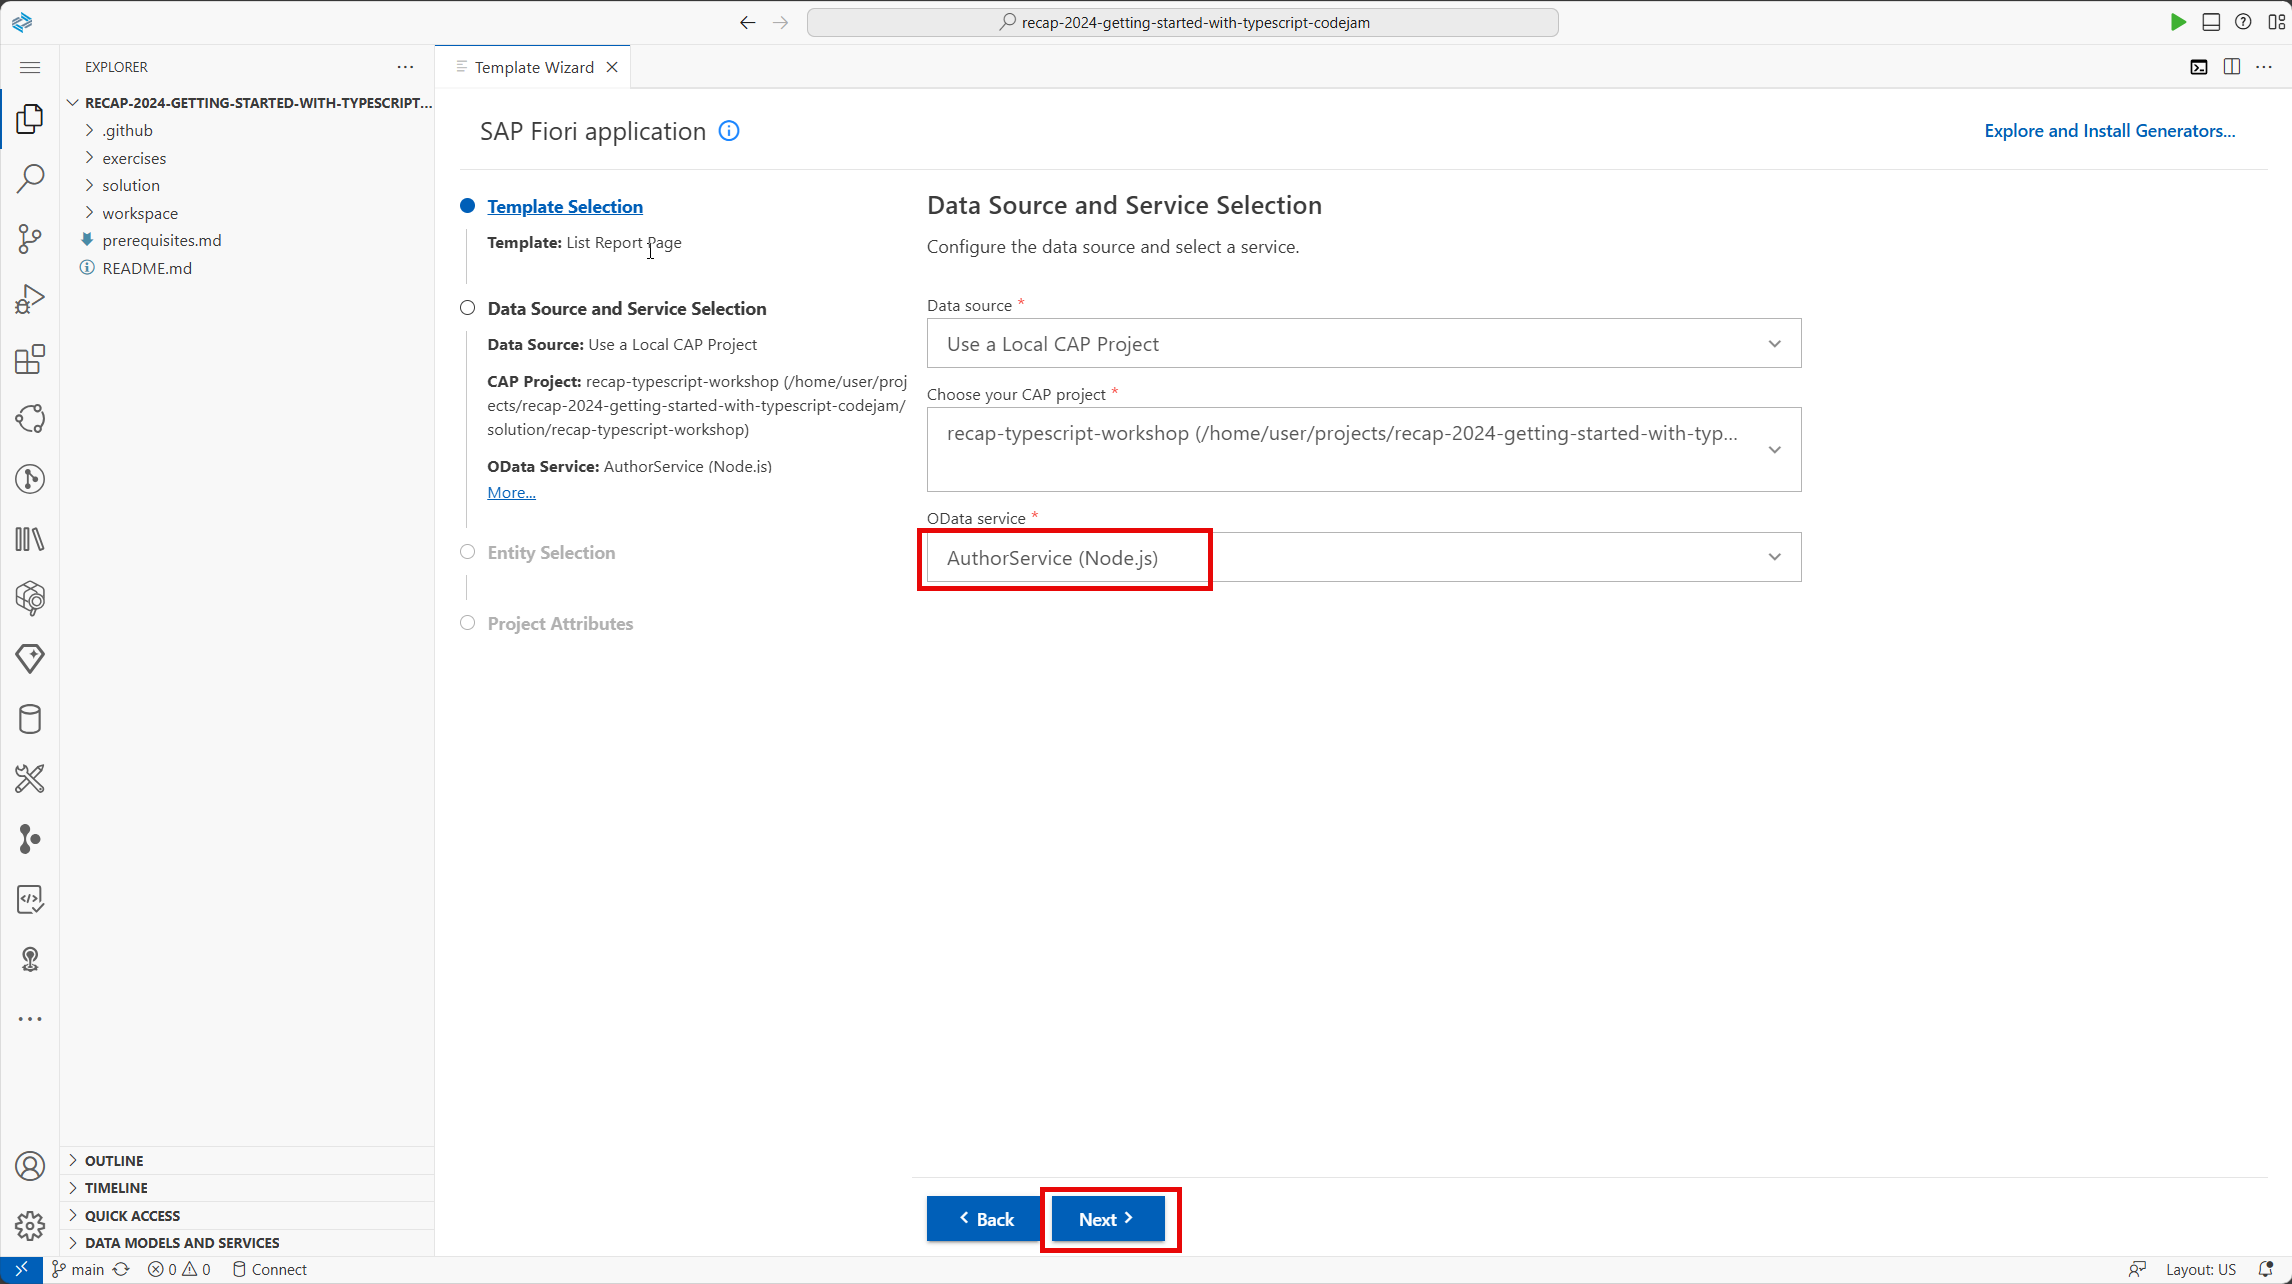 recap-2024-getting-started-with-typescript-codejam
EXPLORER
RECAP-2024-GETTING-STARTED-WITH-TYPESCRIPT...
.github
exercises
solution
workspace
prerequisites.md
README.md
OUTLINE
TIMELINE
QUICK ACCESS
DATA MODELS AND SERVICES
Template Wizard
SAP Fiori application
Explore and Install Generators...
Template Selection
Template: List Report Page
Data Source and Service Selection
Data Source: Use a Local CAP Project
CAP Project: recap-typescript-workshop (/home/user/proj
ects/recap-2024-getting-started-with-typescript-codejam/
solution/recap-typescript-workshop)
OData Service: AuthorService (Node.js)
More...
Entity Selection
Project Attributes
Data Source and Service Selection
Configure the data source and select a service.
Data source *
Use a Local CAP Project
Choose your CAP project *
recap-typescript-workshop (/home/user/projects/recap-2024-getting-started-with-typ...
OData service *
AuthorService (Node.js)
Back
Next
main
0
0
Connect
Layout: US